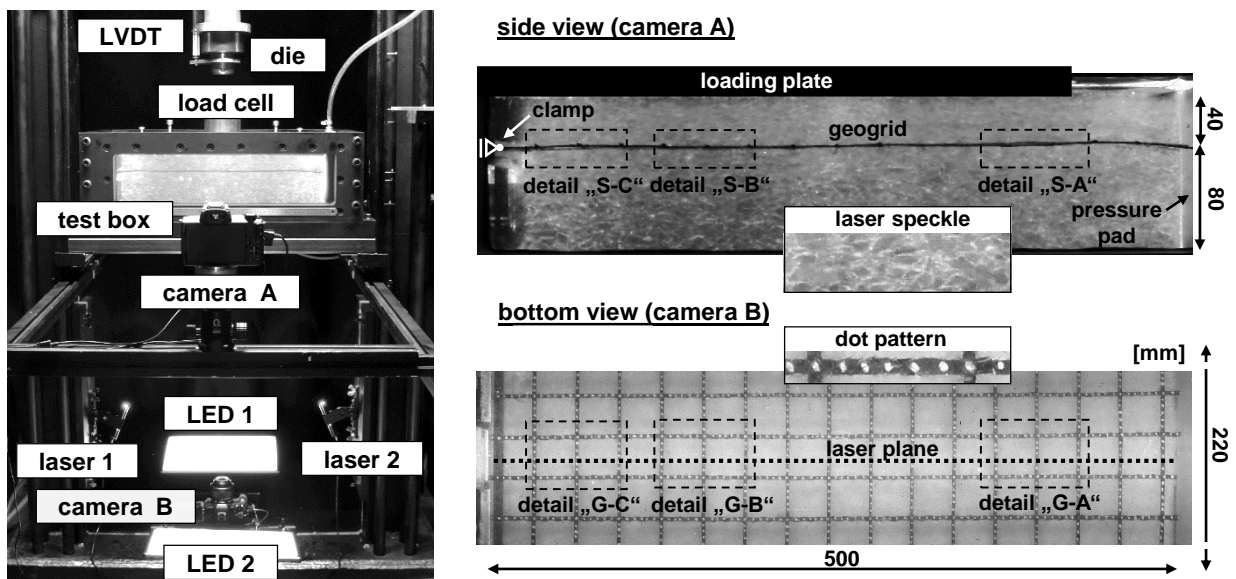 LVDT
die
load cell
test box
camera A
LED 1
laser 1
laser 2
camera B
LED 2
side view (camera A)
loading plate
clamp
geogrid
40
detail „S-C“
detail „S-B“
detail „S-A“
80
pressure
pad
laser speckle
bottom view (camera B)
dot pattern
[mm]
laser plane
220
detail „G-C“
detail „G-B“
detail „G-A“
500